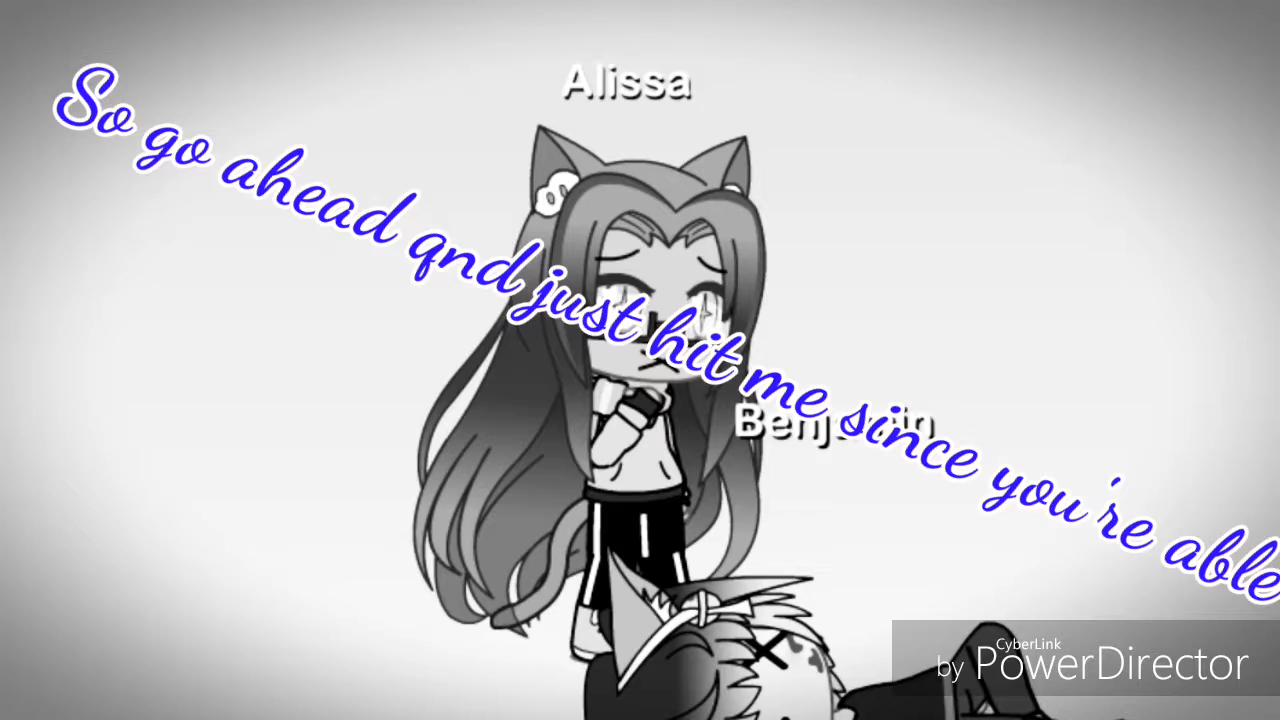 Alissa
So go ahead qnd just hit me since you're able
CyberLink
by PowerDirector